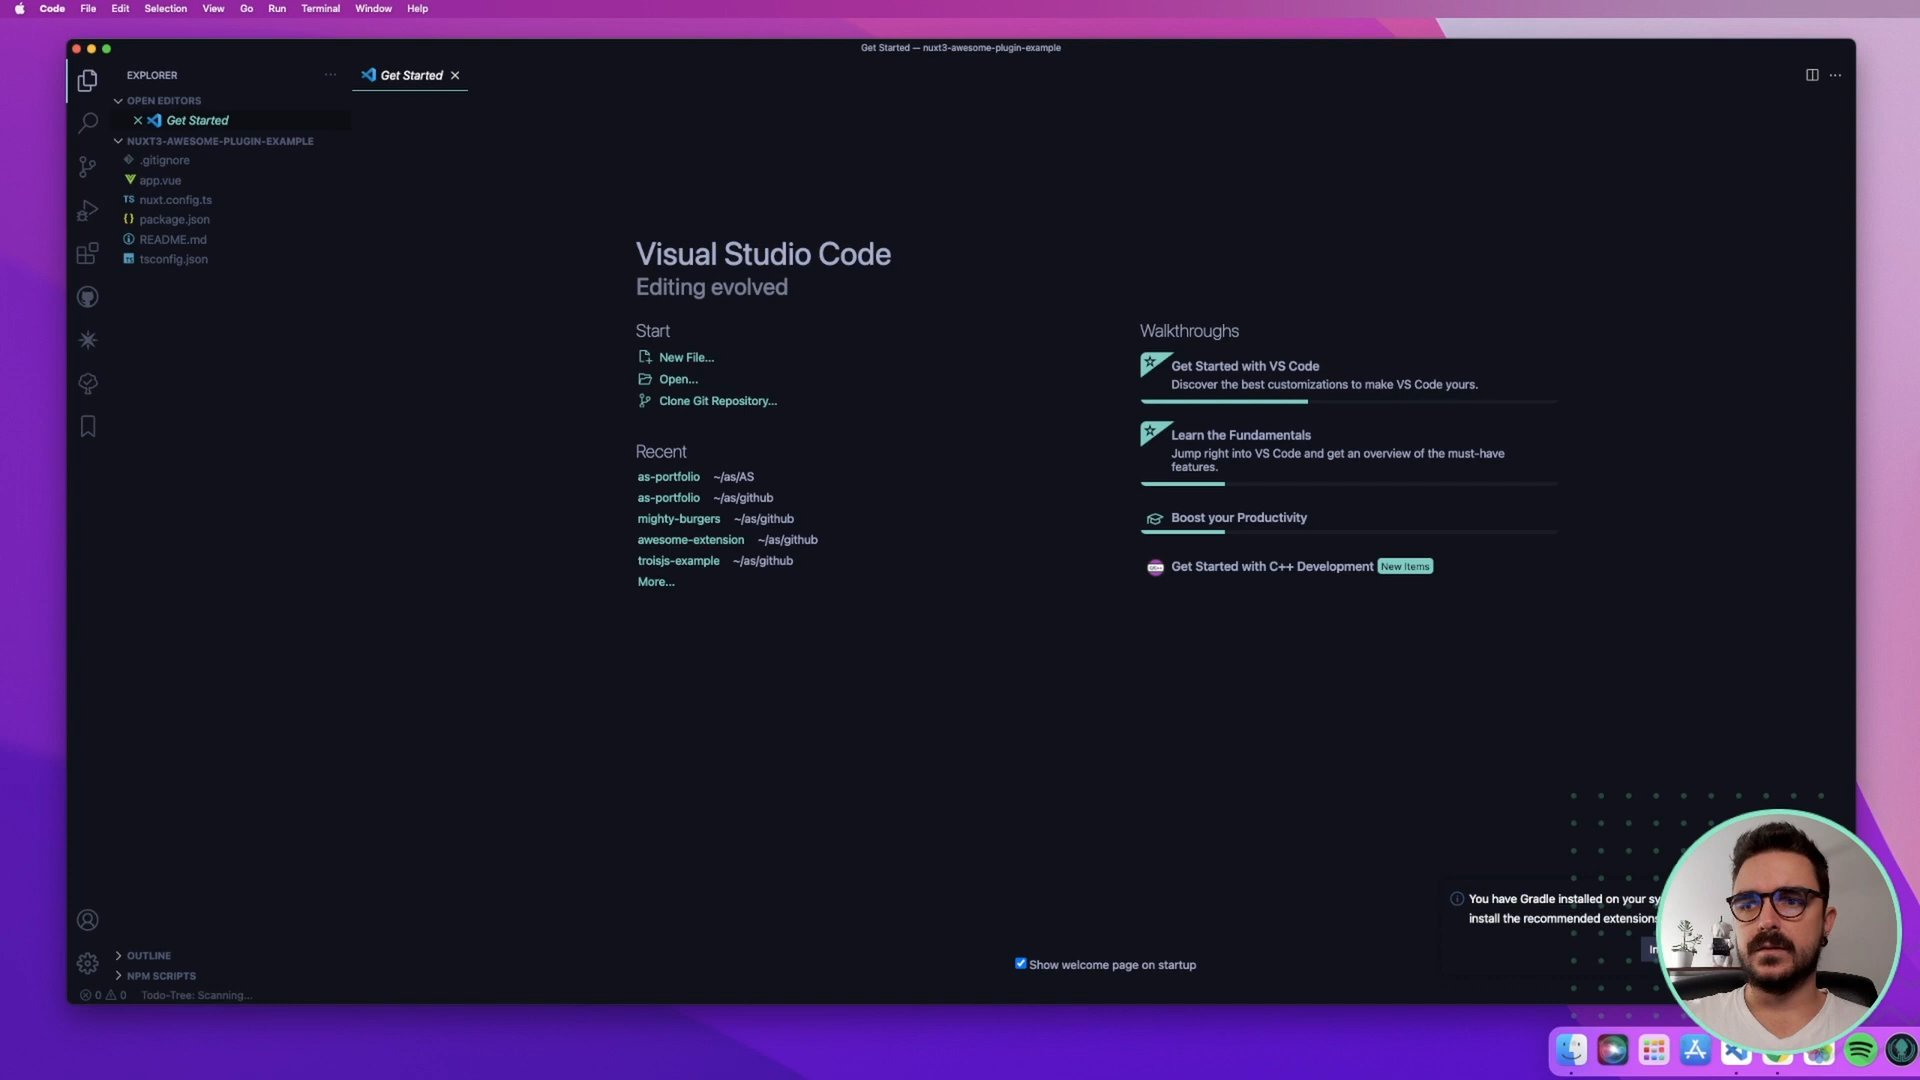 Code File Edit Selection View Go Run Terminal Window Help
Get Started — nuxt3-awesome-plugin-example
EXPLORER
Get Started
OPEN EDITORS
Get Started
NUXT3-AWESOME-PLUGIN-EXAMPLE
.gitignore
app.vue
TS nuxt.config.ts
{} package.json
README.md
TS tsconfig.json
Visual Studio Code
Editing evolved
Start
New File...
Open...
Clone Git Repository...
Recent
as-portfolio ~/as/AS
as-portfolio ~/as/github
mighty-burgers ~/as/github
awesome-extension ~/as/github
troisjs-example ~/as/github
More...
Walkthroughs
Get Started with VS Code
Discover the best customizations to make VS Code yours.
Learn the Fundamentals
Jump right into VS Code and get an overview of the must-have
features.
Boost your Productivity
Get Started with C++ Development New Items
You have Gradle installed on your sy
install the recommended extensions
In
Show welcome page on startup
OUTLINE
NPM SCRIPTS
0 0 Todo-Tree: Scanning...